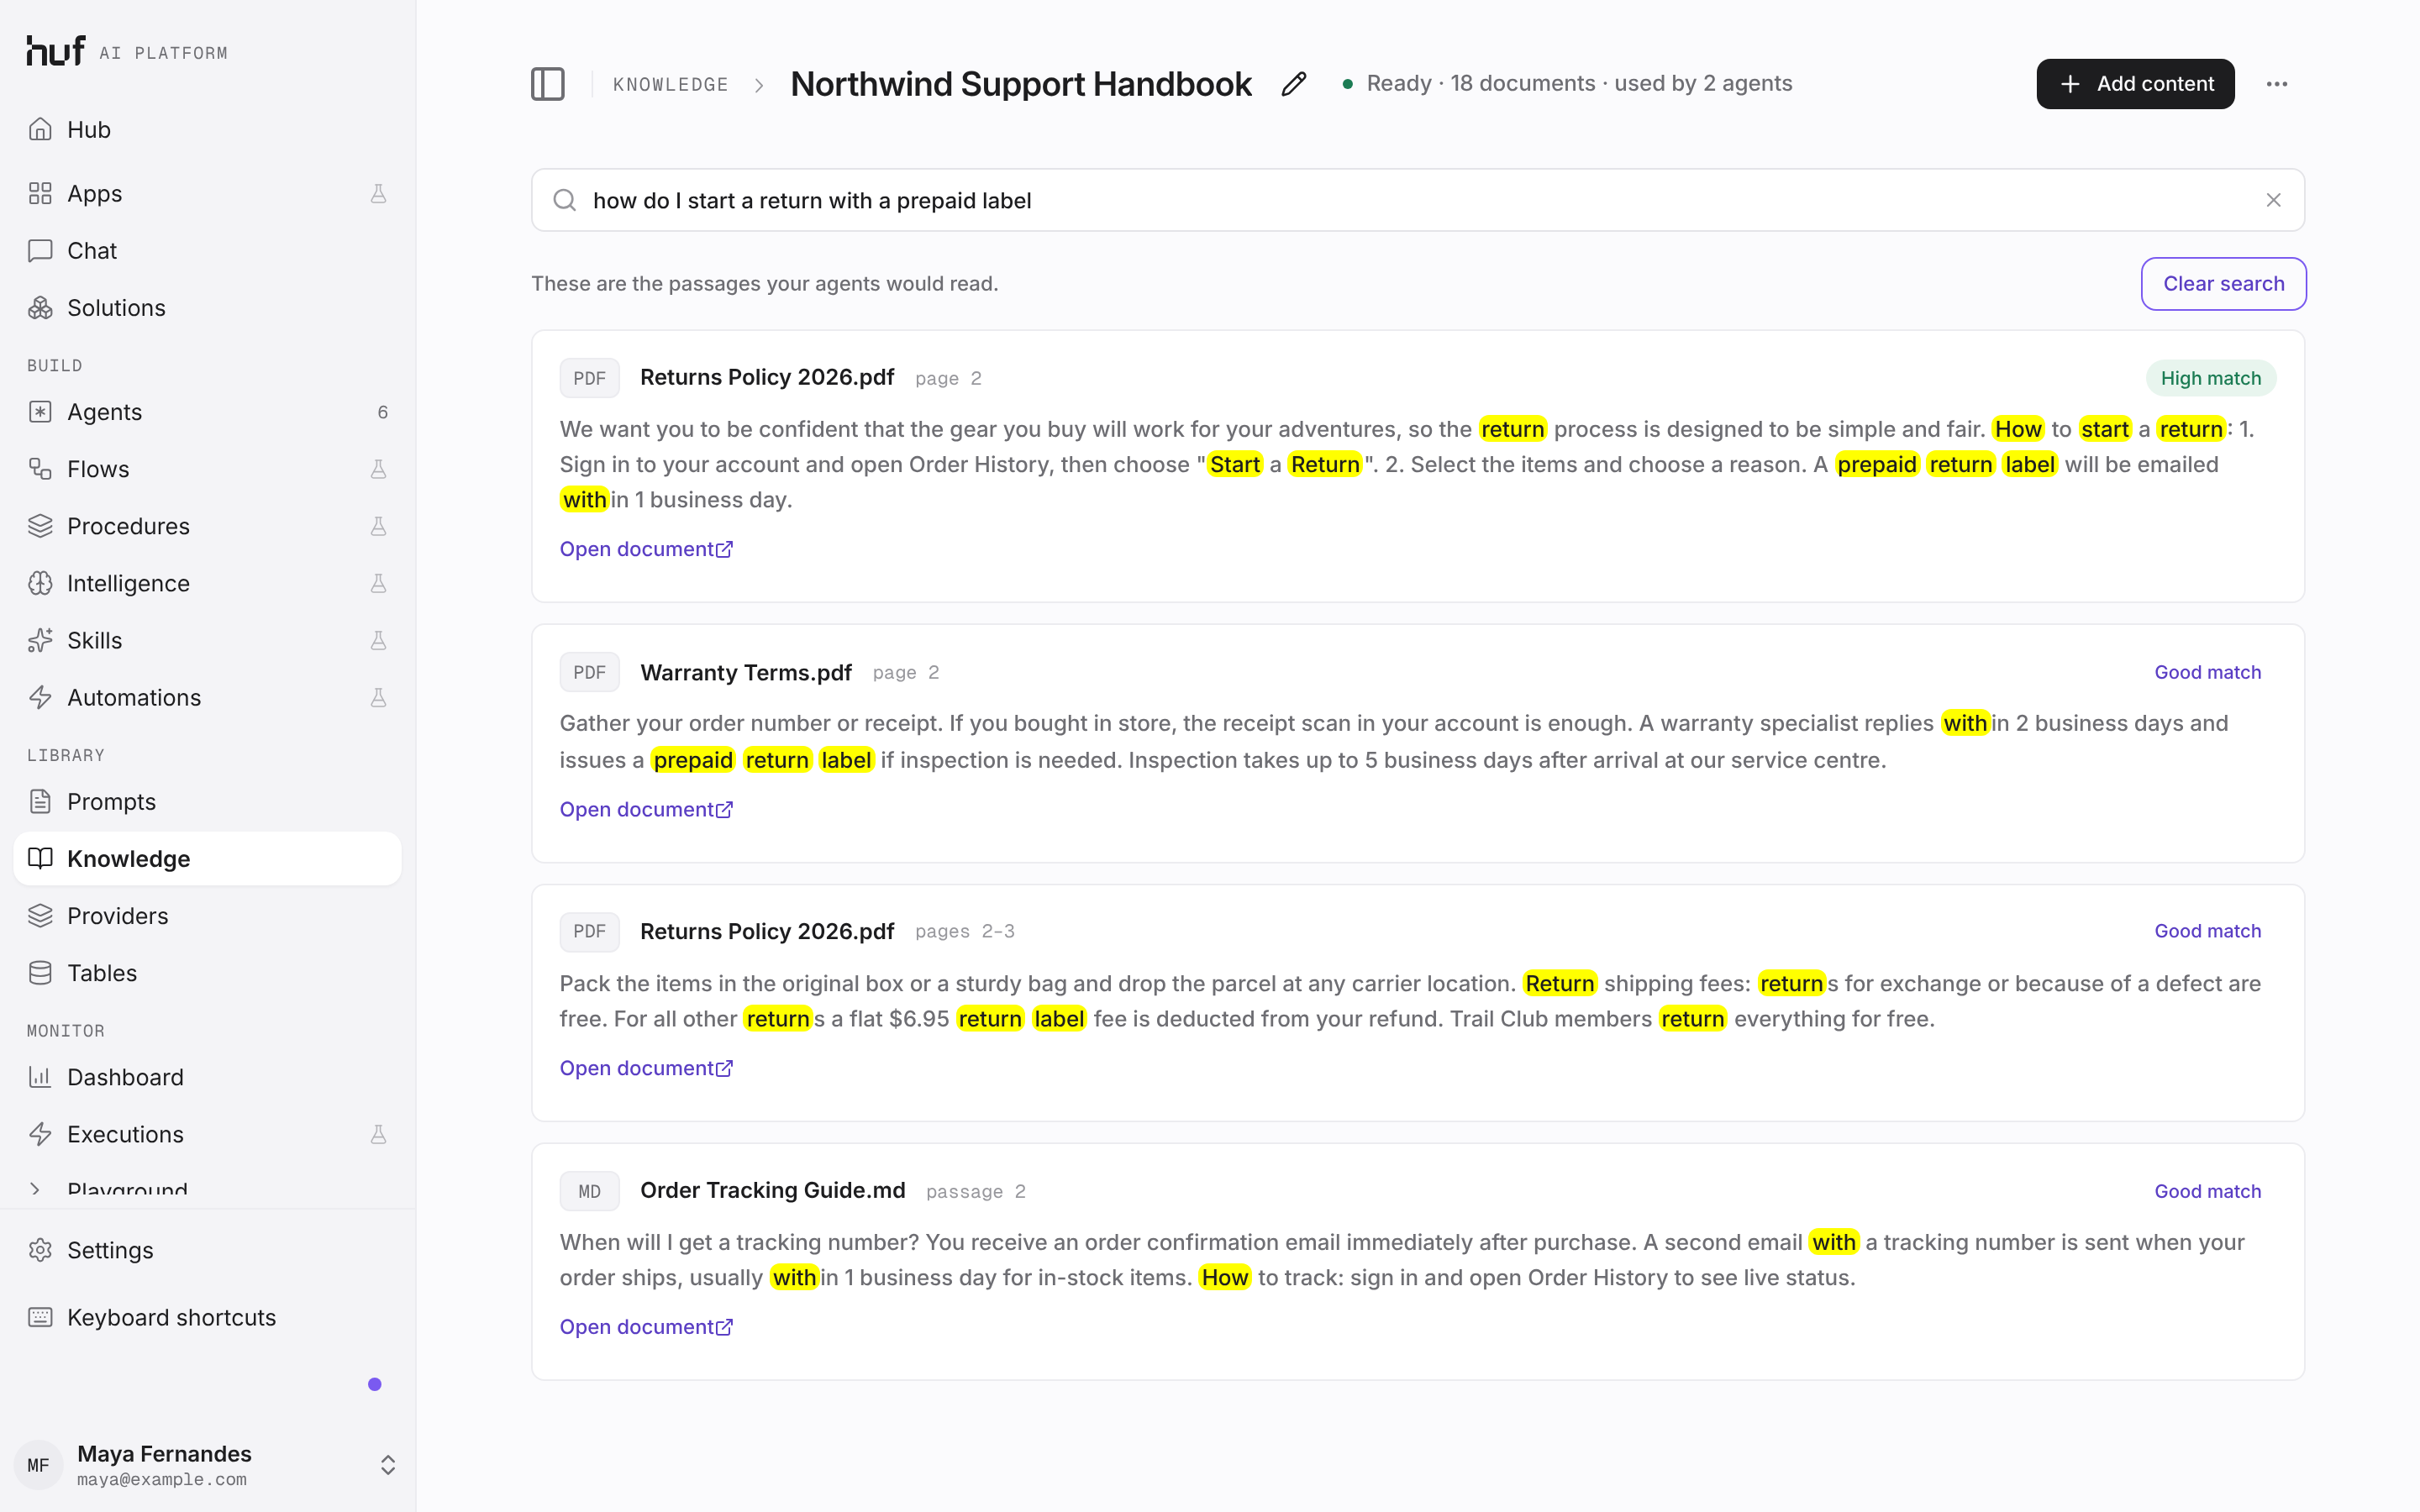 huf AI PLATFORM
Hub
Apps
Chat
Solutions
BUILD
Agents 6
Flows
Procedures
Intelligence
Skills
Automations
LIBRARY
Prompts
Knowledge
Providers
Tables
MONITOR
Dashboard
Executions
Playground
Settings
Keyboard shortcuts
MF
Maya Fernandes
maya@example.com
KNOWLEDGE
Northwind Support Handbook
Ready · 18 documents · used by 2 agents
Add content
how do I start a return with a prepaid label
These are the passages your agents would read.
Clear search
PDF Returns Policy 2026.pdf page 2
High match
We want you to be confident that the gear you buy will work for your adventures, so the return process is designed to be simple and fair. How to start a return: 1.
Sign in to your account and open Order History, then choose "Start a Return". 2. Select the items and choose a reason. A prepaid return label will be emailed
within 1 business day.
Open document
PDF Warranty Terms.pdf page 2
Good match
Gather your order number or receipt. If you bought in store, the receipt scan in your account is enough. A warranty specialist replies within 2 business days and
issues a prepaid return label if inspection is needed. Inspection takes up to 5 business days after arrival at our service centre.
Open document
PDF Returns Policy 2026.pdf pages 2–3
Good match
Pack the items in the original box or a sturdy bag and drop the parcel at any carrier location. Return shipping fees: returns for exchange or because of a defect are
free. For all other returns a flat $6.95 return label fee is deducted from your refund. Trail Club members return everything for free.
Open document
MD Order Tracking Guide.md passage 2
Good match
When will I get a tracking number? You receive an order confirmation email immediately after purchase. A second email with a tracking number is sent when your
order ships, usually within 1 business day for in-stock items. How to track: sign in and open Order History to see live status.
Open document